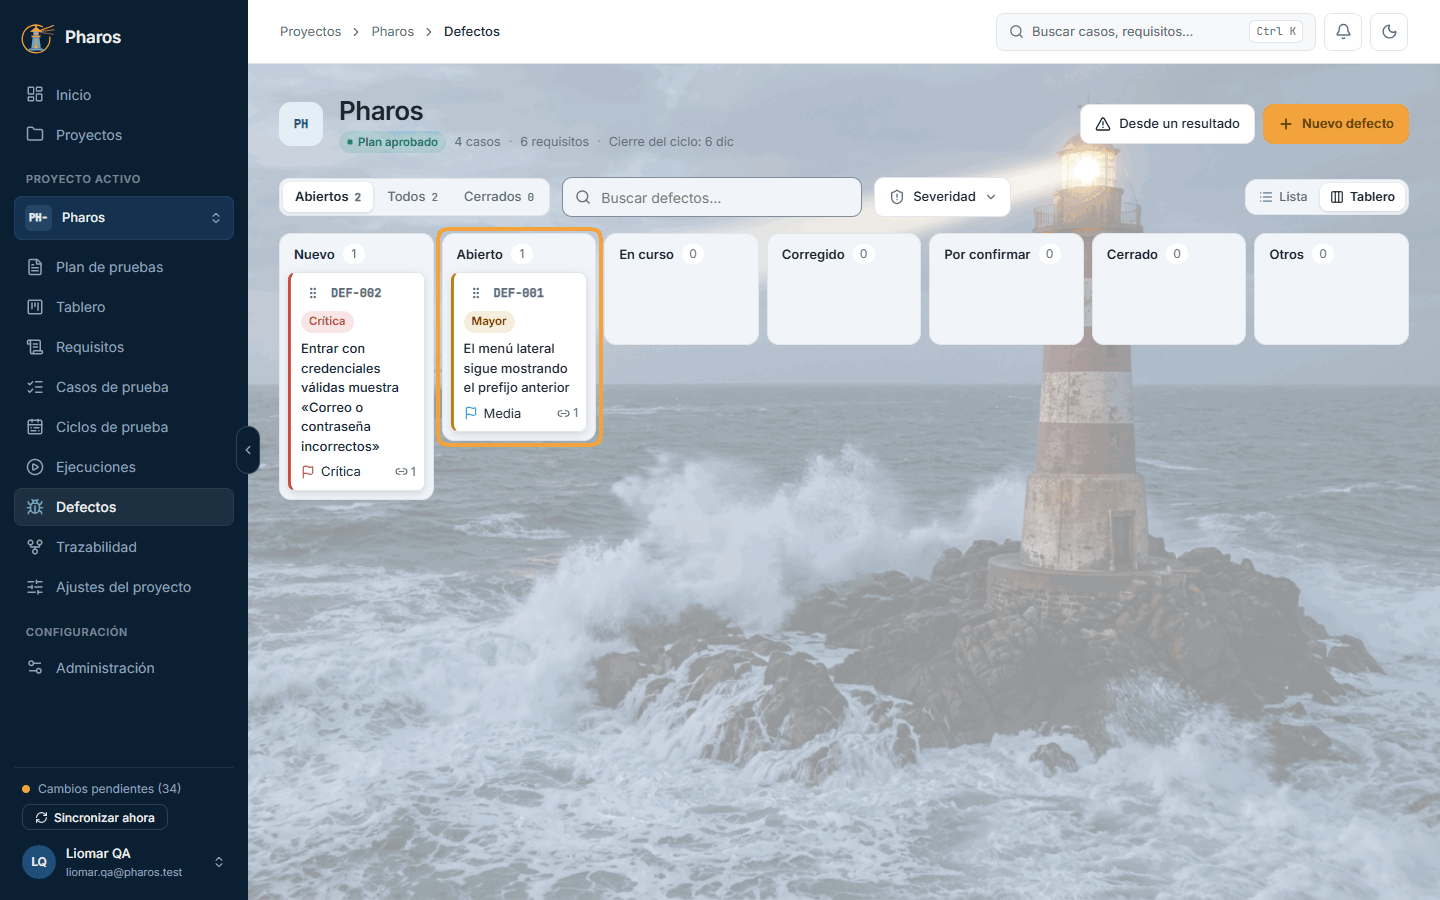 Pharos
Inicio
Proyectos
PROYECTO ACTIVO
PH-
Pharos
Plan de pruebas
Tablero
Requisitos
Casos de prueba
Ciclos de prueba
Ejecuciones
Defectos
Trazabilidad
Ajustes del proyecto
CONFIGURACIÓN
Administración
Cambios pendientes (34)
Sincronizar ahora
LQ
Liomar QA
liomar.qa@pharos.test
Proyectos > Pharos > Defectos
Buscar casos, requisitos...
Ctrl K
PH
Pharos
Plan aprobado
4 casos · 6 requisitos · Cierre del ciclo: 6 dic
Desde un resultado
+ Nuevo defecto
Abiertos 2
Todos 2
Cerrados 0
Buscar defectos...
Severidad
Lista
Tablero
Nuevo 1
DEF-002
Crítica
Entrar con
credenciales
válidas muestra
«Correo o
contraseña
incorrectos»
Crítica
1
Abierto 1
DEF-001
Mayor
El menú lateral
sigue mostrando
el prefijo anterior
Media
1
En curso 0
Corregido 0
Por confirmar 0
Cerrado 0
Otros 0